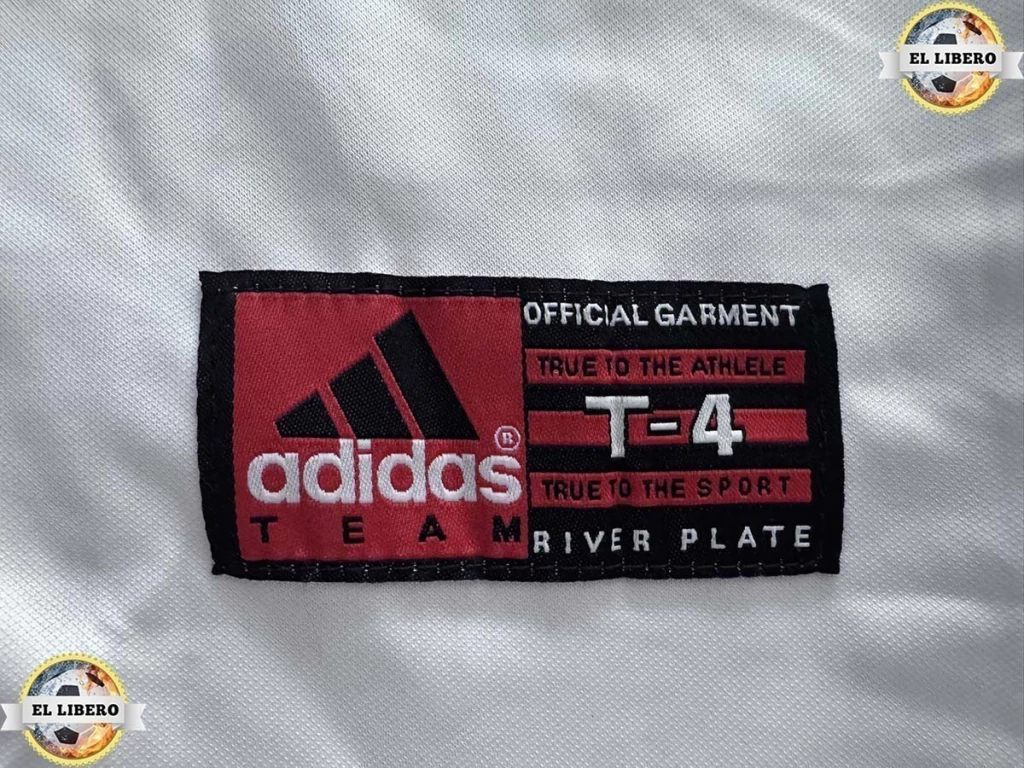 EL LIBERO
adidas®
TEAM
OFFICIAL GARMENT
TRUE TO THE ATHLELE
T-4
TRUE TO THE SPORT
RIVER PLATE
EL LIBERO